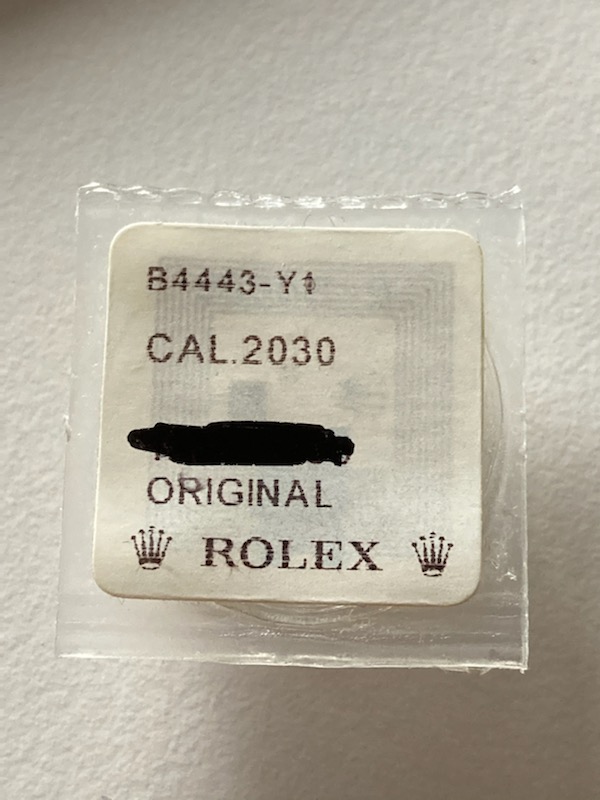 B4443-Y1
CAL.2030
ORIGINAL
ROLEX